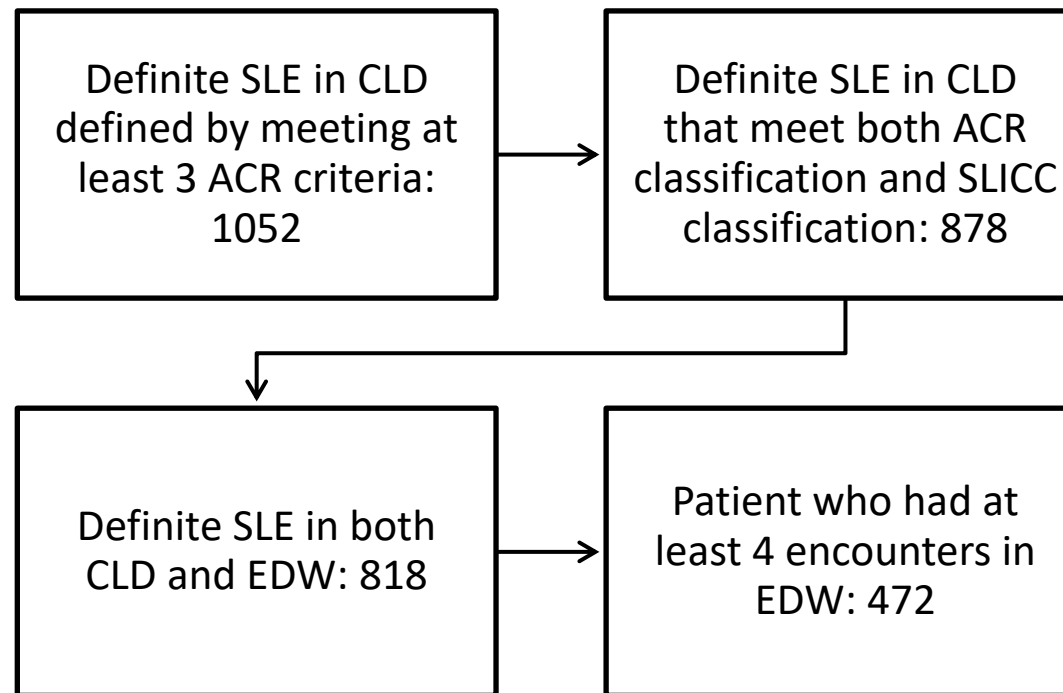 Definite SLE in CLD
defined by meeting at
least 3 ACR criteria:
1052
Definite SLE in CLD
that meet both ACR
classification and SLICC
classification: 878
Definite SLE in both
CLD and EDW: 818
Patient who had at
least 4 encounters in
EDW: 472